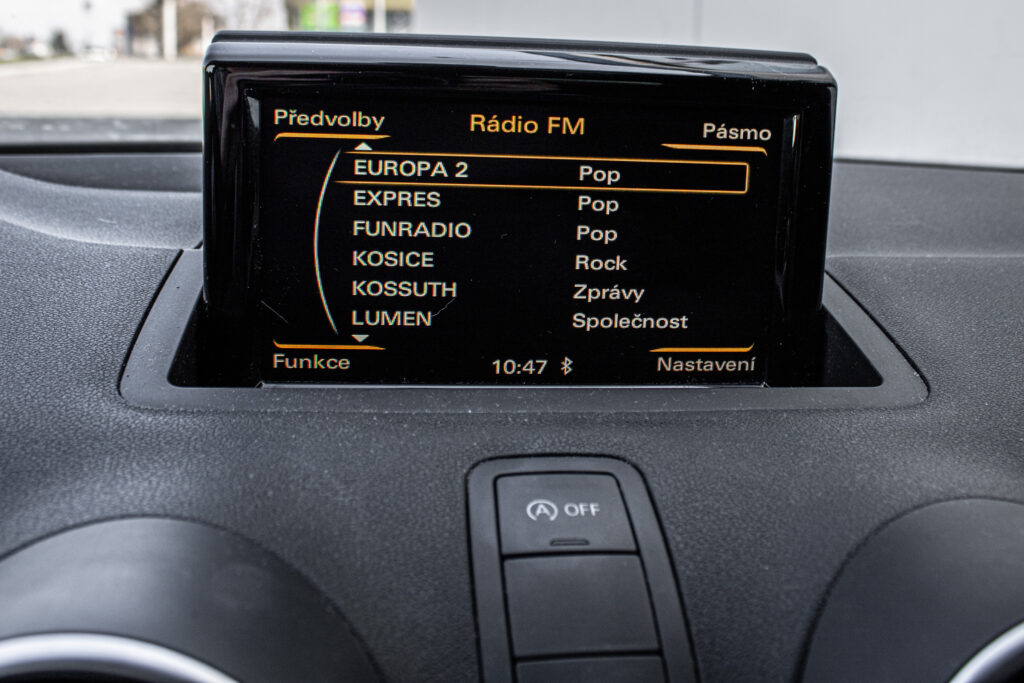 Předvolby Rádio FM Pásmo
EUROPA 2 Pop
EXPRES Pop
FUNRADIO Pop
KOSICE Rock
KOSSUTH Zprávy
LUMEN Společnost
Funkce 10:47 Nastavení
A OFF